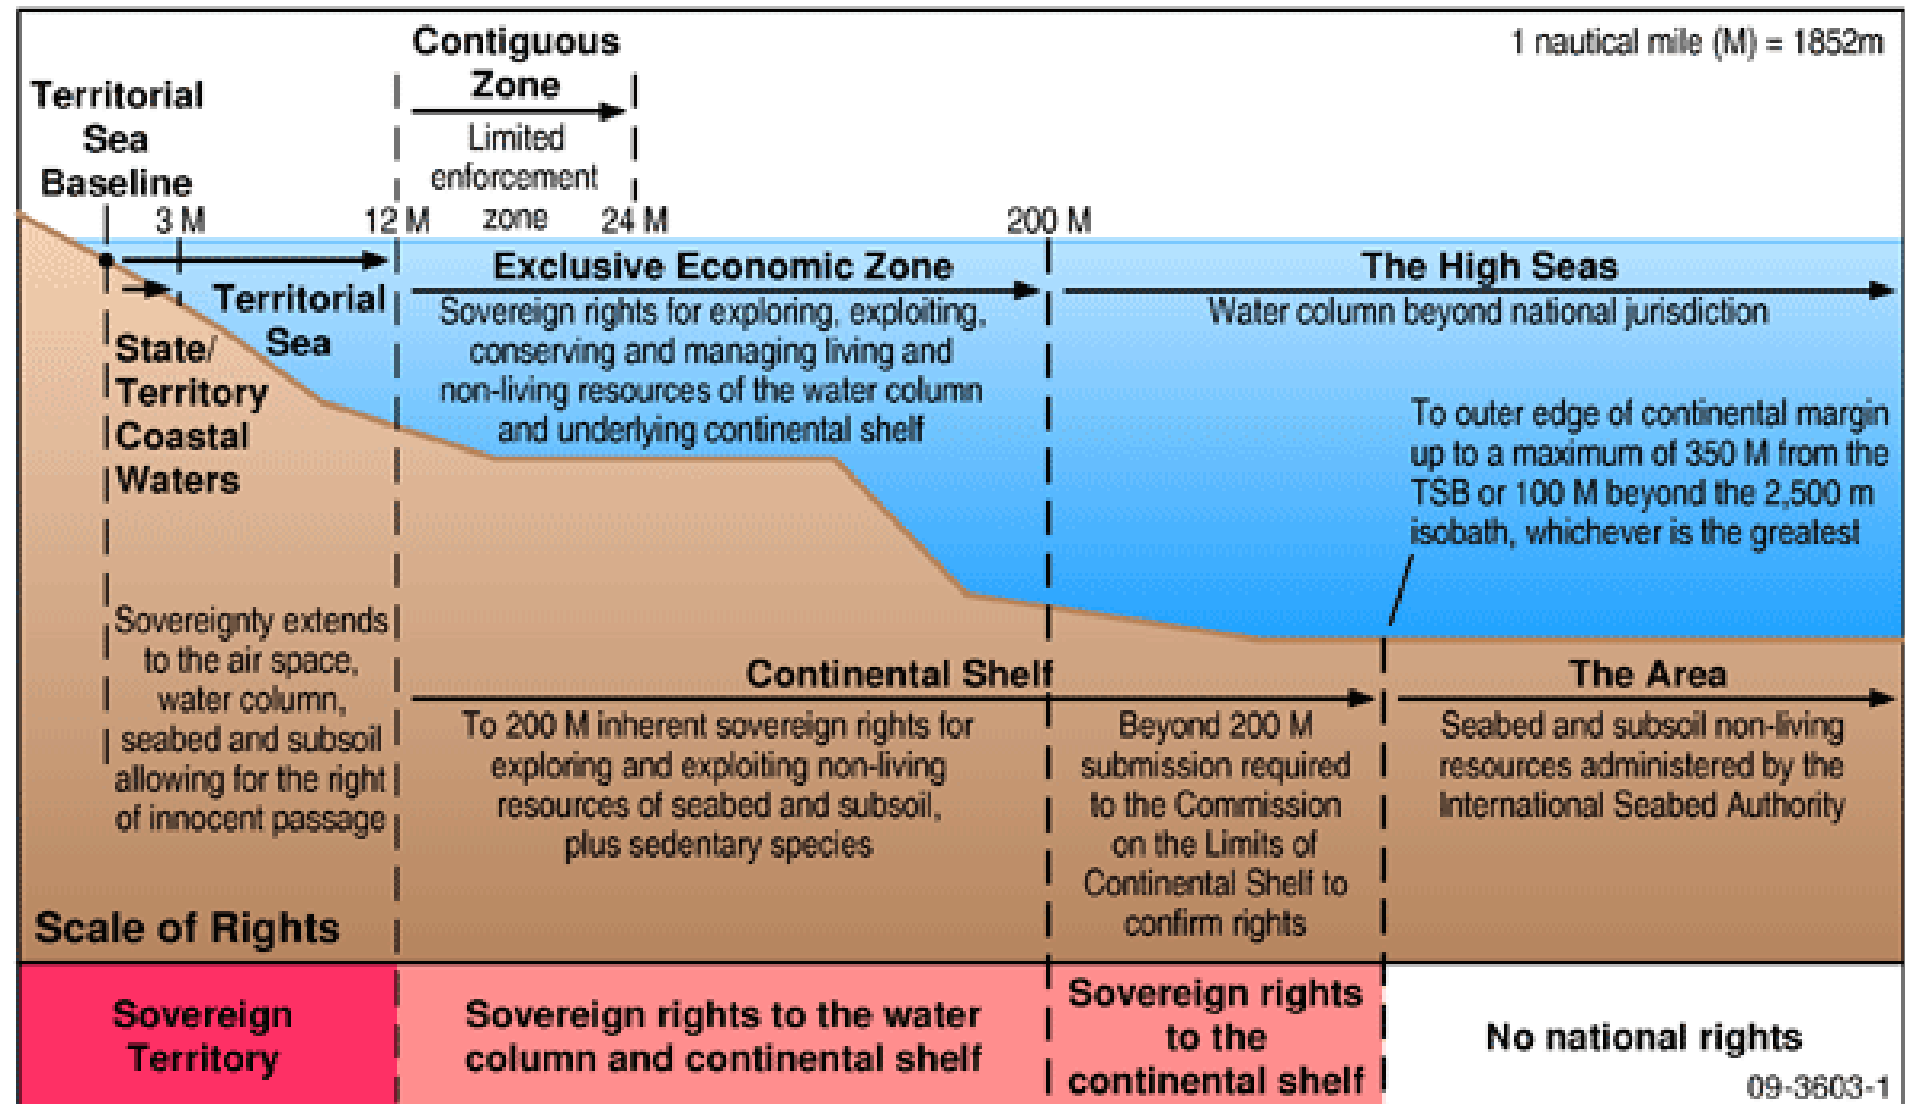 1 nautical mile (M) = 1852m
Contiguous
Zone
Limited
enforcement
zone
Territorial
Sea
Baseline
3 M
12 M
24 M
200 M
Territorial
Sea
State/
Territory
Coastal
Waters
Exclusive Economic Zone
Sovereign rights for exploring, exploiting,
conserving and managing living and
non-living resources of the water column
and underlying continental shelf
The High Seas
Water column beyond national jurisdiction
To outer edge of continental margin
up to a maximum of 350 M from the
TSB or 100 M beyond the 2,500 m
isobath, whichever is the greatest
Sovereignty extends
to the air space,
water column,
seabed and subsoil
allowing for the right
of innocent passage
Continental Shelf
To 200 M inherent sovereign rights for
exploring and exploiting non-living
resources of seabed and subsoil,
plus sedentary species
Beyond 200 M
submission required
to the Commission
on the Limits of
Continental Shelf to
confirm rights
The Area
Seabed and subsoil non-living
resources administered by the
International Seabed Authority
Scale of Rights
Sovereign
Territory
Sovereign rights to the water
column and continental shelf
Sovereign rights
to the
continental shelf
No national rights
09-3603-1